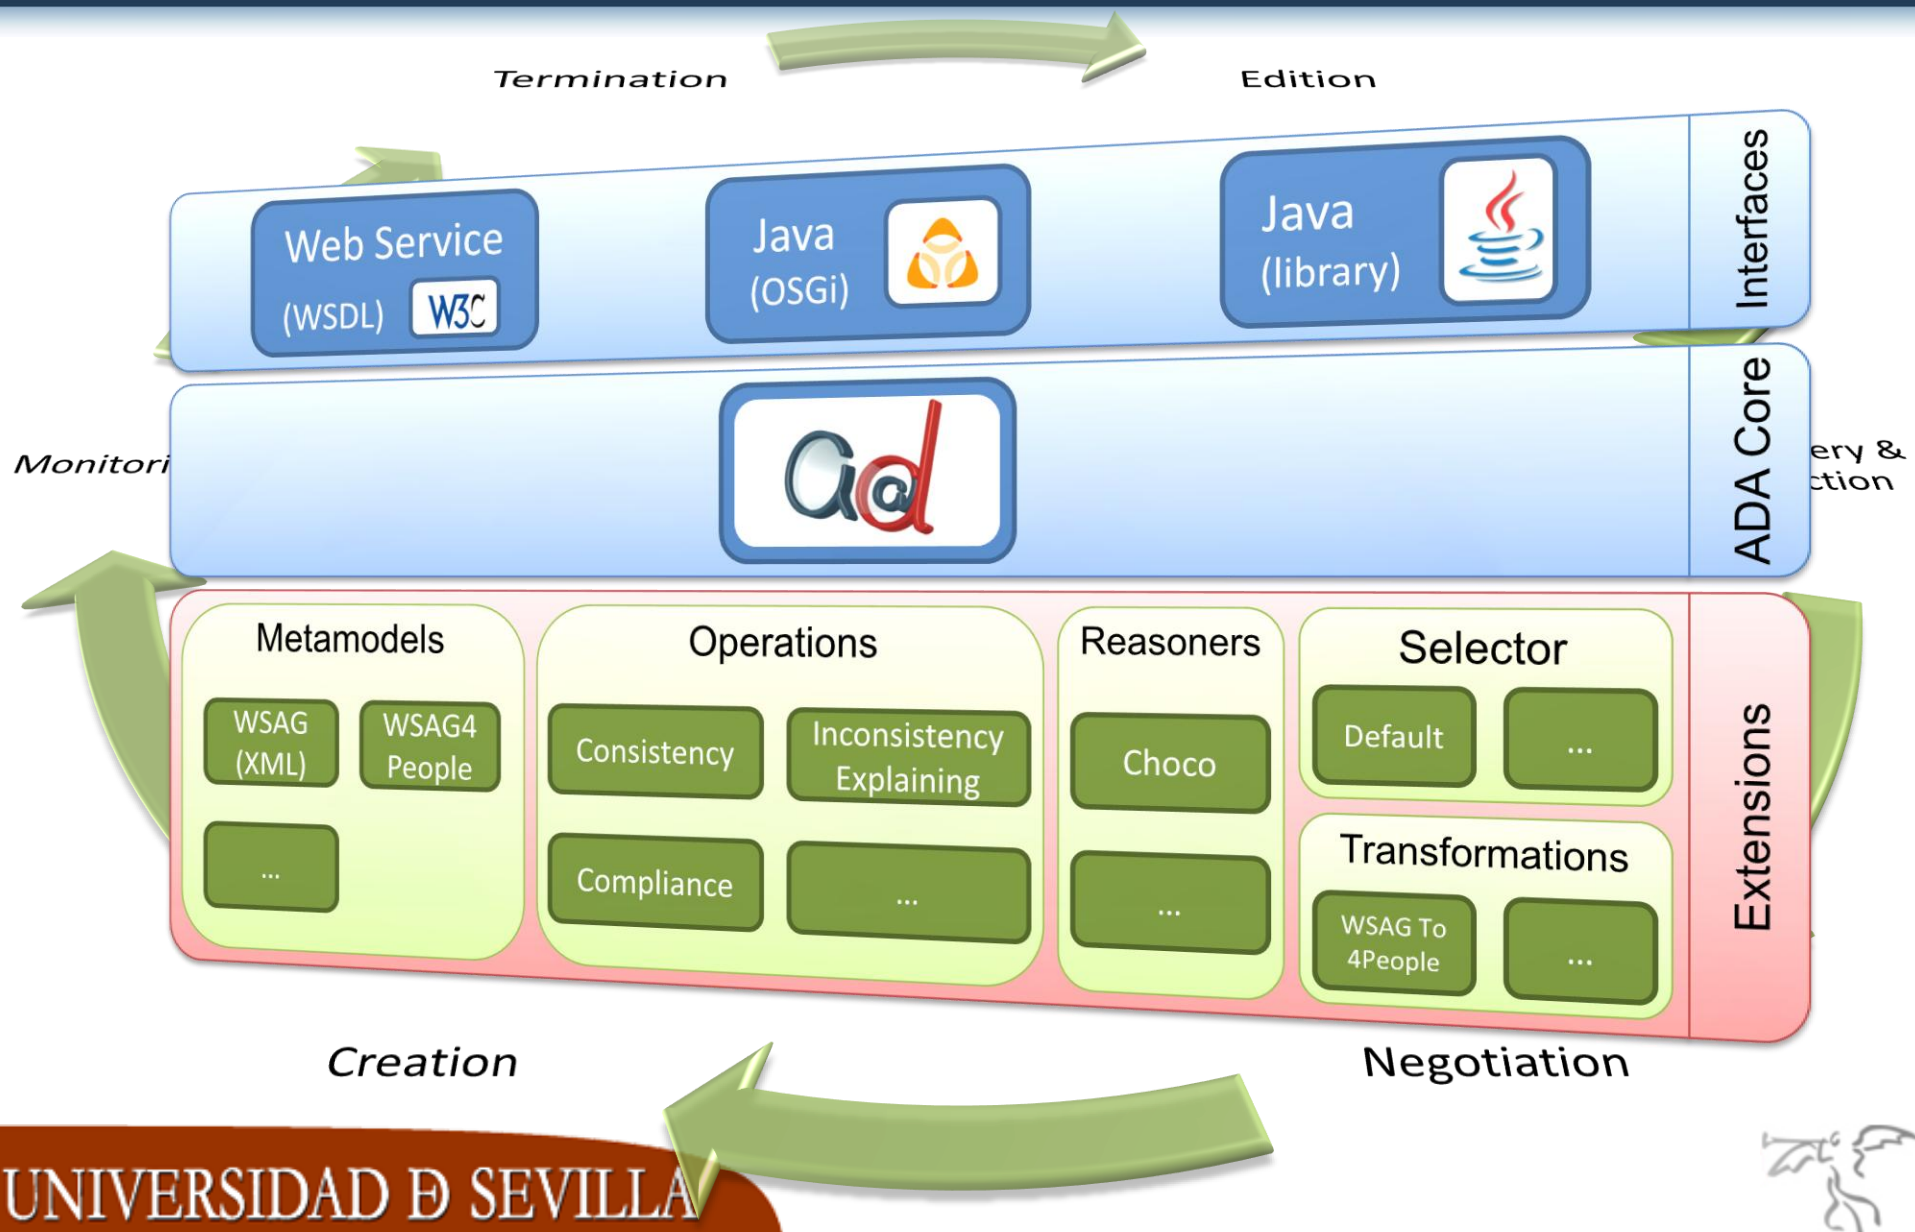 Termination
Edition
Web Service
(WSDL)
W3C
Java
(OSGi)
Java
(library)
Interfaces
Monitori
ad
ADA Core
ery &
ction
Metamodels
WSAG
(XML)
WSAG4
People
...
Operations
Consistency
Inconsistency
Explaining
Compliance
...
Reasoners
Choco
...
Selector
Default
...
Transformations
WSAG To
4People
...
Extensions
Creation
Negotiation
UNIVERSIDAD Ð SEVILLA